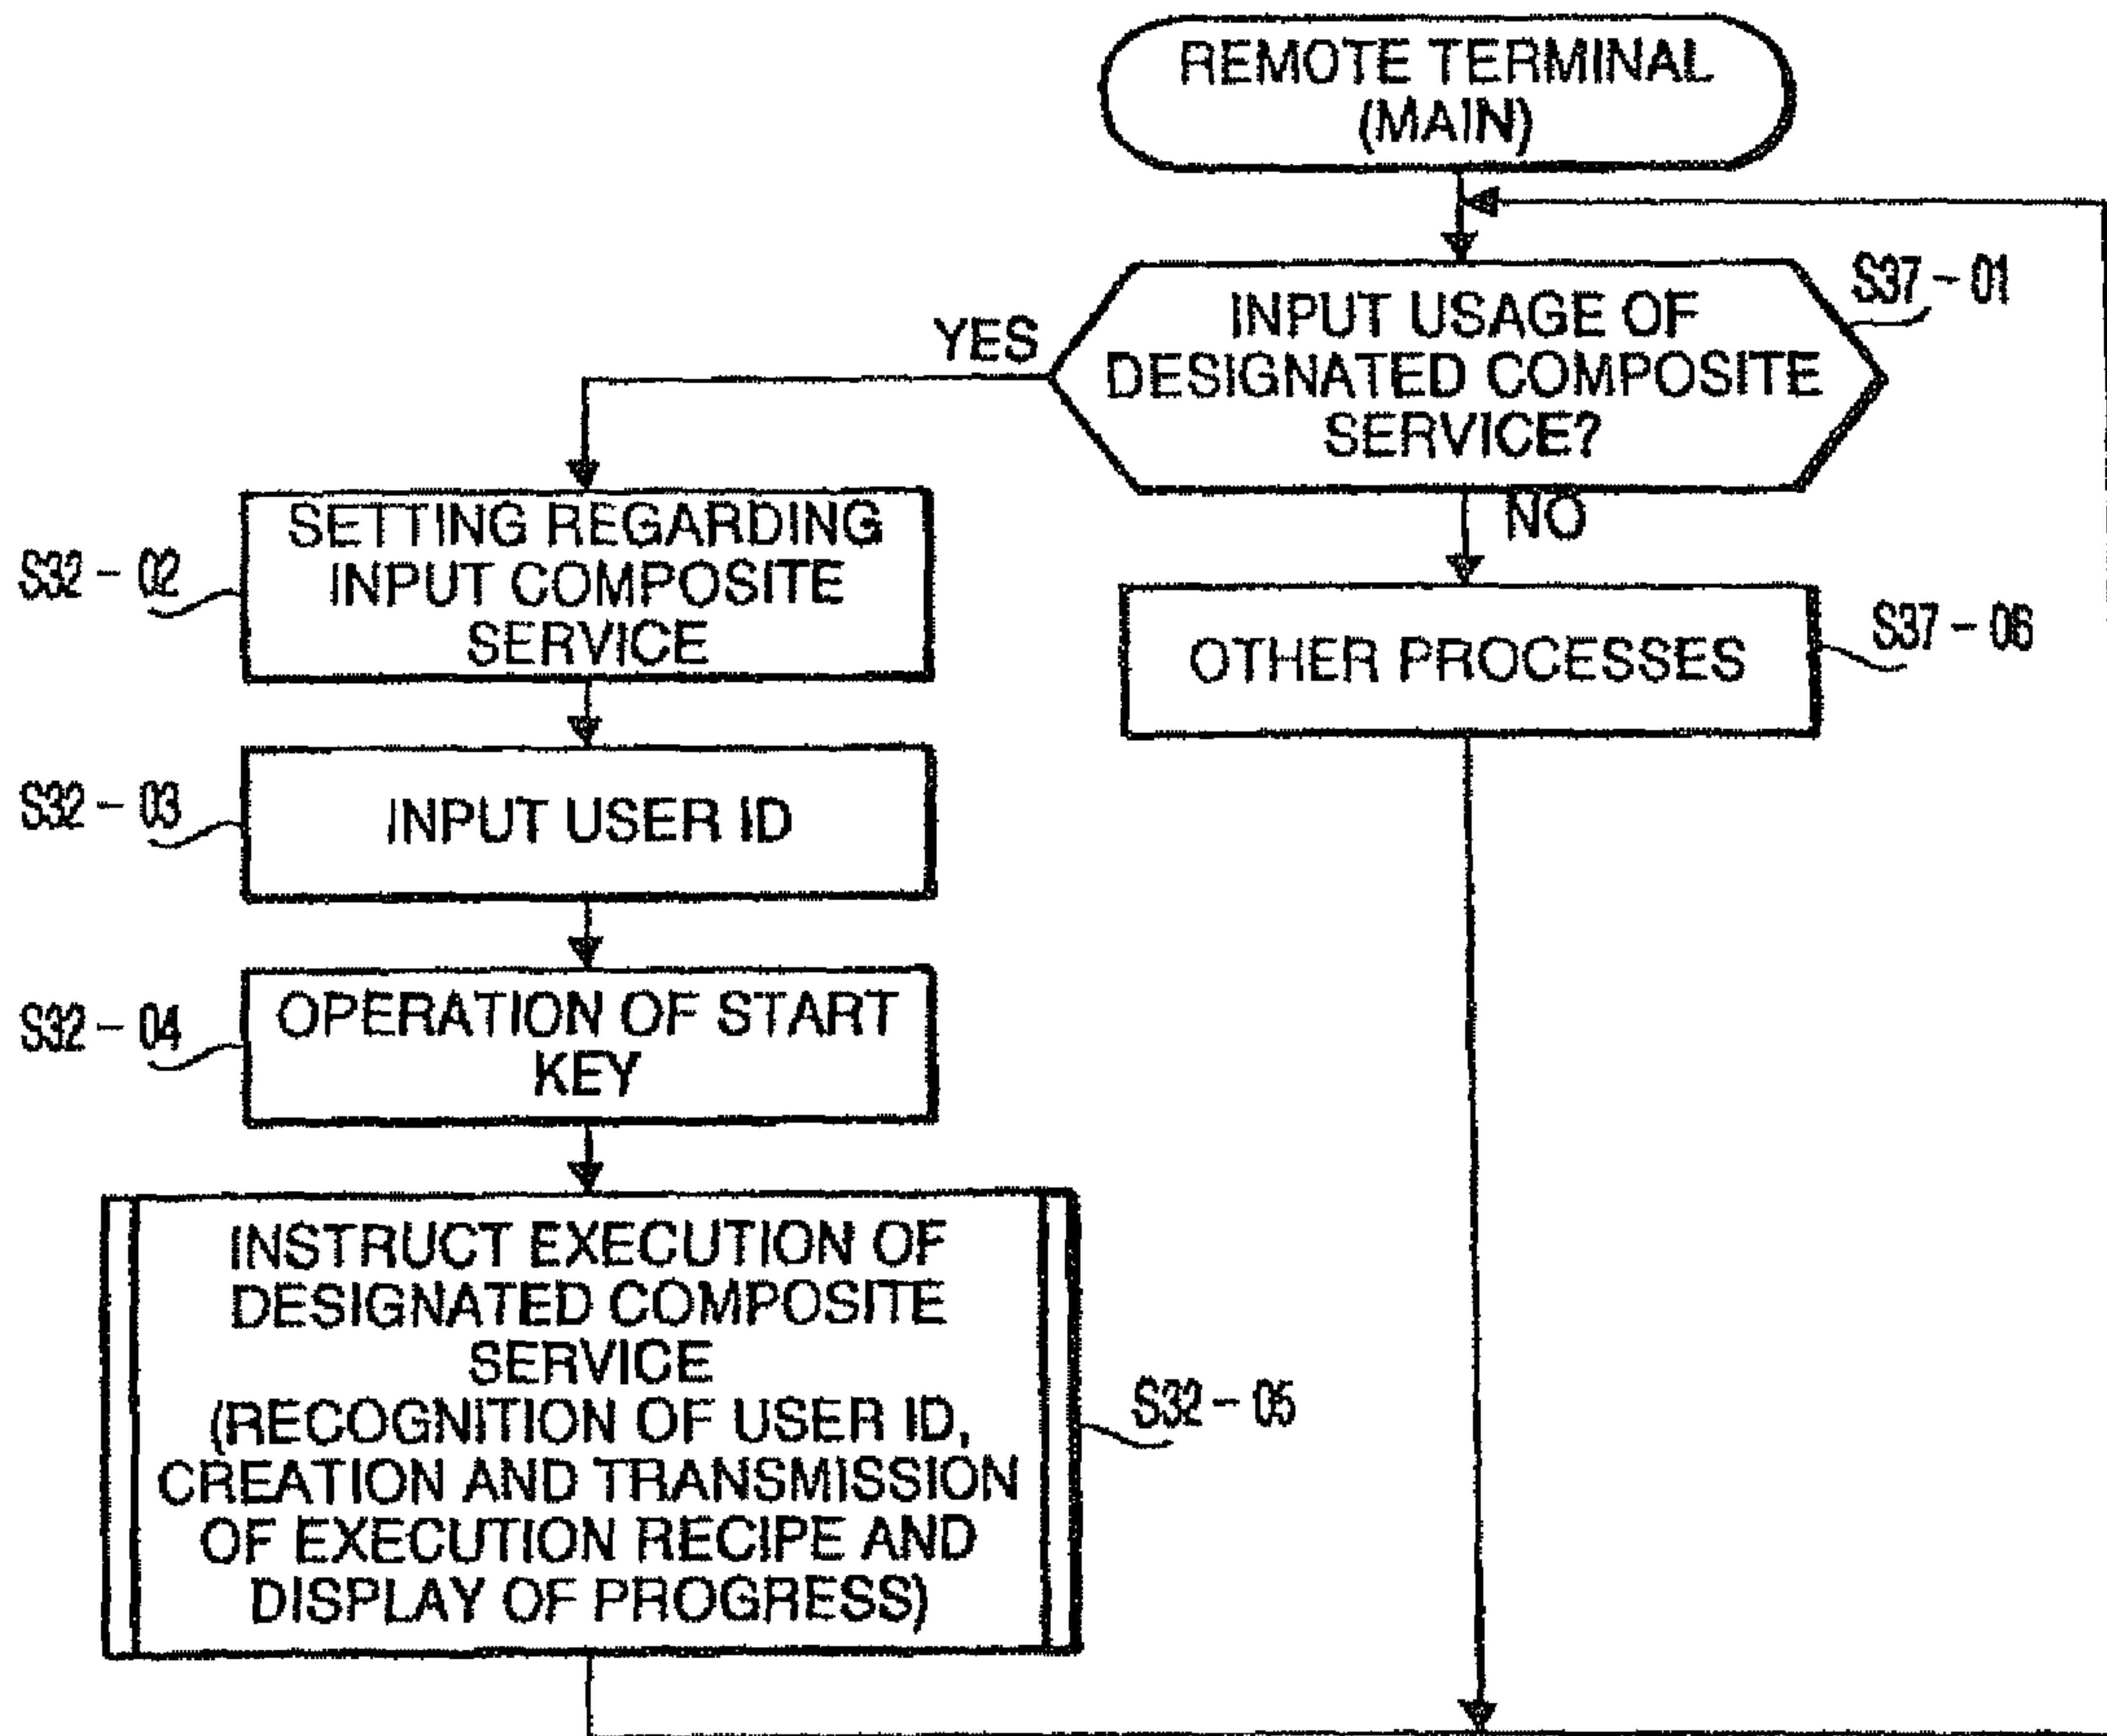 REMOTE TERMINAL
(MAIN)
S37-01
INPUT USAGE OF
DESIGNATED COMPOSITE
SERVICE?
YES
NO
S32-02
SETTING REGARDING
INPUT COMPOSITE
SERVICE
OTHER PROCESSES
S37-06
S32-03
INPUT USER ID
S32-04
OPERATION OF START
KEY
INSTRUCT EXECUTION OF
DESIGNATED COMPOSITE
SERVICE
(RECOGNITION OF USER ID,
CREATION AND TRANSMISSION
OF EXECUTION RECIPE AND
DISPLAY OF PROGRESS)
S32-05